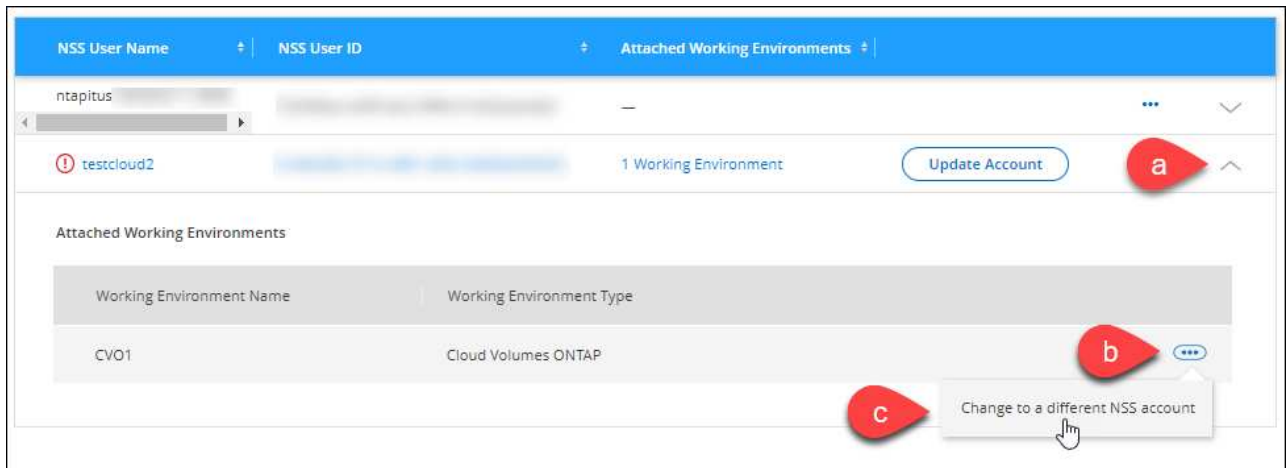 NSS User Name NSS User ID Attached Working Environments
ntapitus
—
testcloud2 1 Working Environment Update Account a
Attached Working Environments
Working Environment Name Working Environment Type
CVO1 Cloud Volumes ONTAP b
c Change to a different NSS account